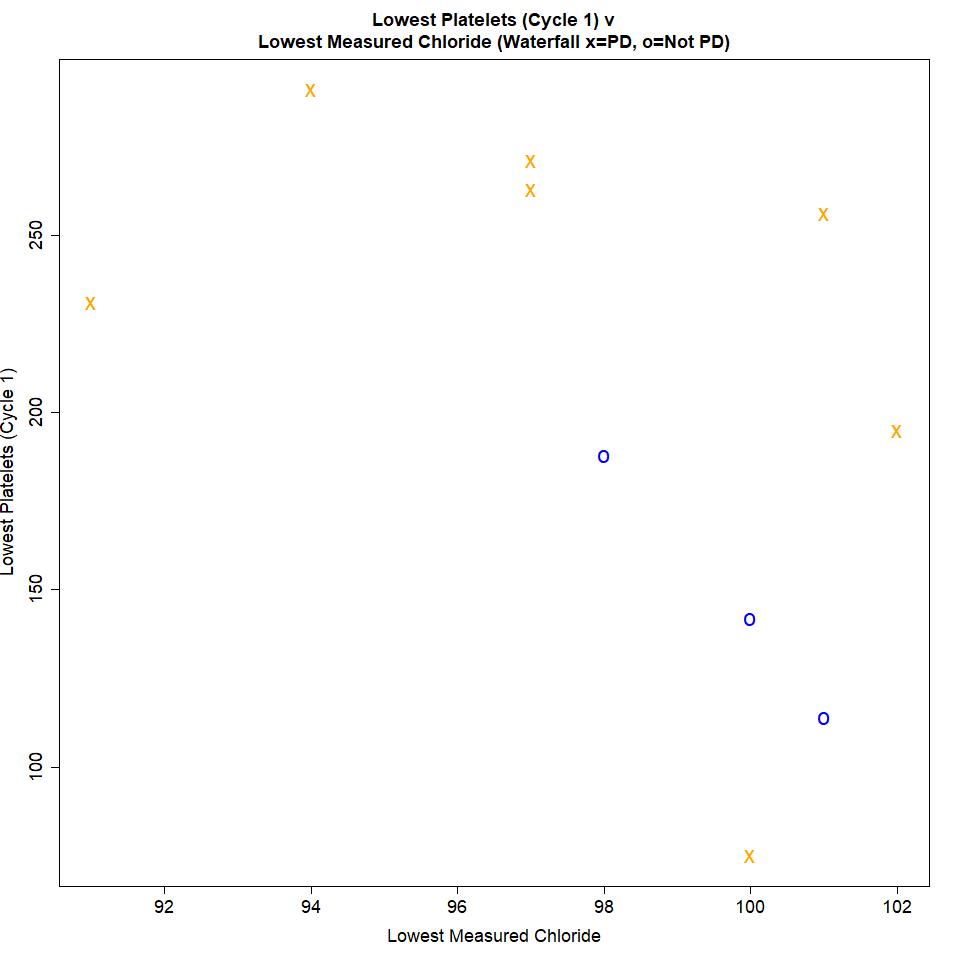 Lowest Platelets (Cycle 1) v
Lowest Measured Chloride (Waterfall x=PD, o=Not PD)
Lowest Platelets (Cycle 1)
250
200
150
100
X
X
X
X
X
X
O
O
O
X
92
94
96
98
100
102
Lowest Measured Chloride